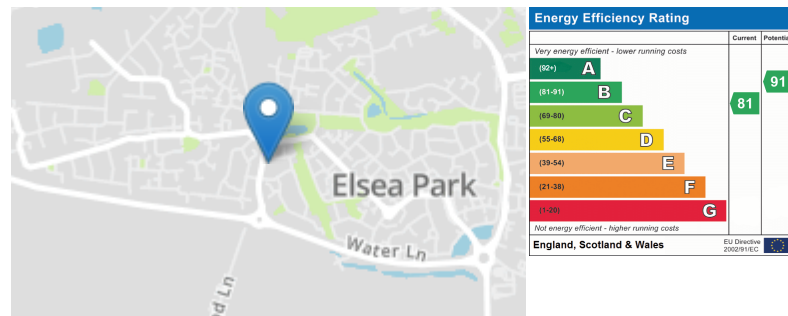 Elsea Park
Water Ln
d Ln
Energy Efficiency Rating
Current
Potentia
Very energy efficient - lower running costs
(92+) A
(81-91) B
(69-80) C
(55-68) D
(39-54) E
(21-38) F
(1-20) G
81
91
Not energy efficient - higher running costs
England, Scotland & Wales
EU Directive
2002/91/EC